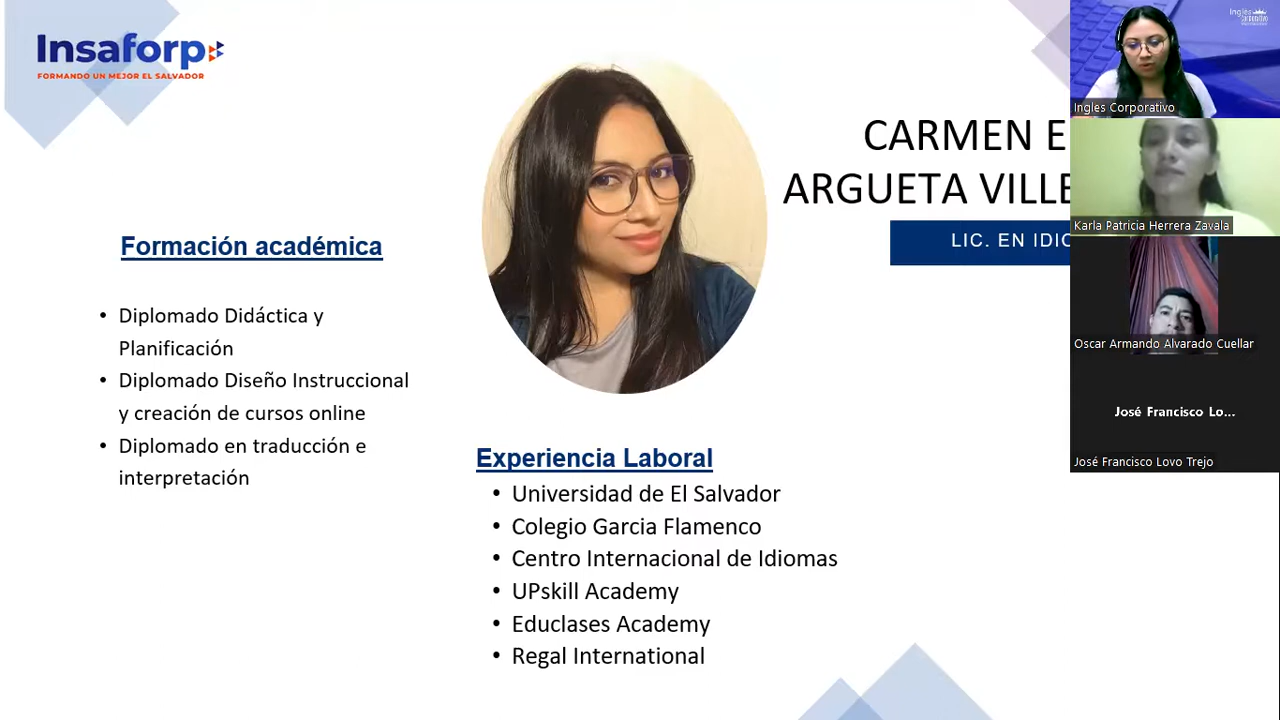 Insaforp
FORMANDO UN MEJOR EL SALVADOR
CARMEN E
ARGUETA VILLE
LIC. EN IDIO
Formación académica
• Diplomado Didáctica y
Planificación
• Diplomado Diseño Instruccional
y creación de cursos online
• Diplomado en traducción e
interpretación
Experiencia Laboral
• Universidad de El Salvador
• Colegio Garcia Flamenco
• Centro Internacional de Idiomas
• UPskill Academy
• Educlases Academy
• Regal International
Ingles Corporativo
Karla Patricia Herrera Zavala
Oscar Armando Alvarado Cuellar
José Francisco Lo...
José Francisco Lovo Trejo